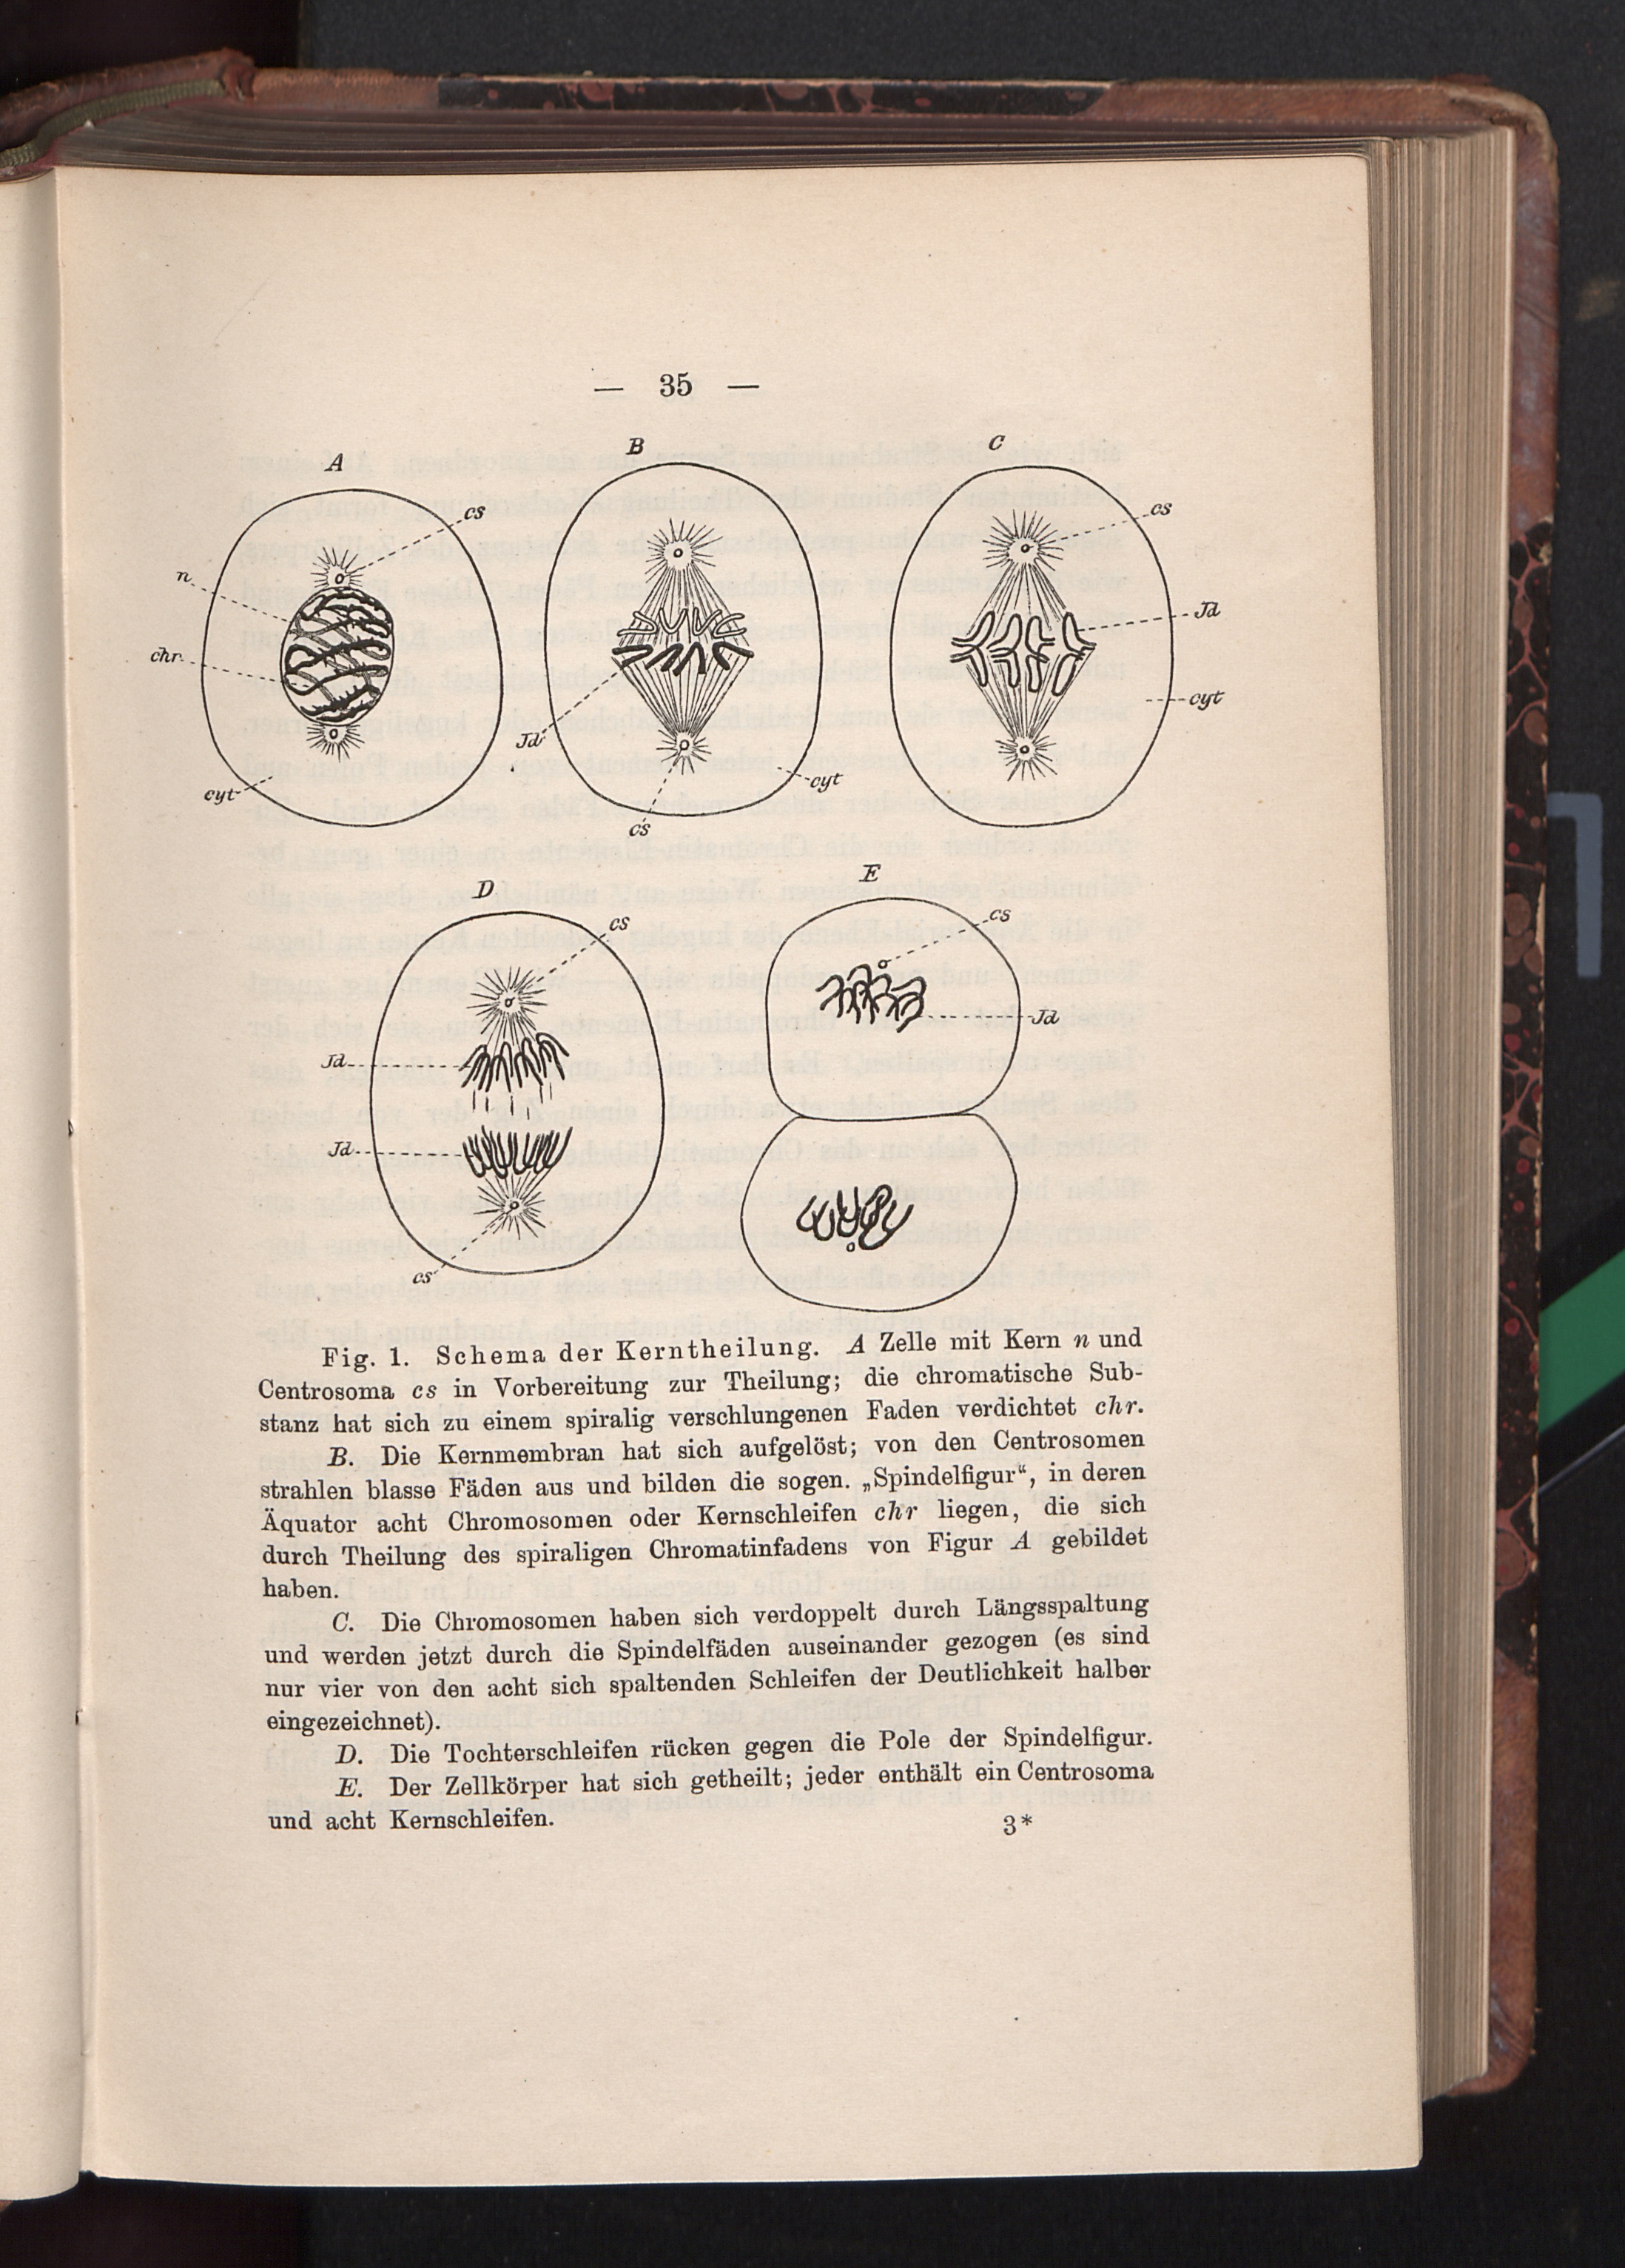 — 35 —
A
B
C
cs
n
chr.
cyt
Jd
cs
cyt
cs
Jd
cyt
D
E
cs
Jd
Jd
cs
cs
Jd
Fig. 1. Schema der Kerntheilung. A Zelle mit Kern n und
Centrosoma cs in Vorbereitung zur Theilung; die chromatische Sub-
stanz hat sich zu einem spiralig verschlungenen Faden verdichtet chr.
B. Die Kernmembran hat sich aufgelöst; von den Centrosomen
strahlen blasse Fäden aus und bilden die sogen. „Spindelfigur“, in deren
Äquator acht Chromosomen oder Kernschleifen chr liegen, die sich
durch Theilung des spiraligen Chromatinfadens von Figur A gebildet
haben.
C. Die Chromosomen haben sich verdoppelt durch Längsspaltung
und werden jetzt durch die Spindelfäden auseinander gezogen (es sind
nur vier von den acht sich spaltenden Schleifen der Deutlichkeit halber
eingezeichnet).
D. Die Tochterschleifen rücken gegen die Pole der Spindelfigur.
E. Der Zellkörper hat sich getheilt; jeder enthält ein Centrosoma
und acht Kernschleifen.
3*